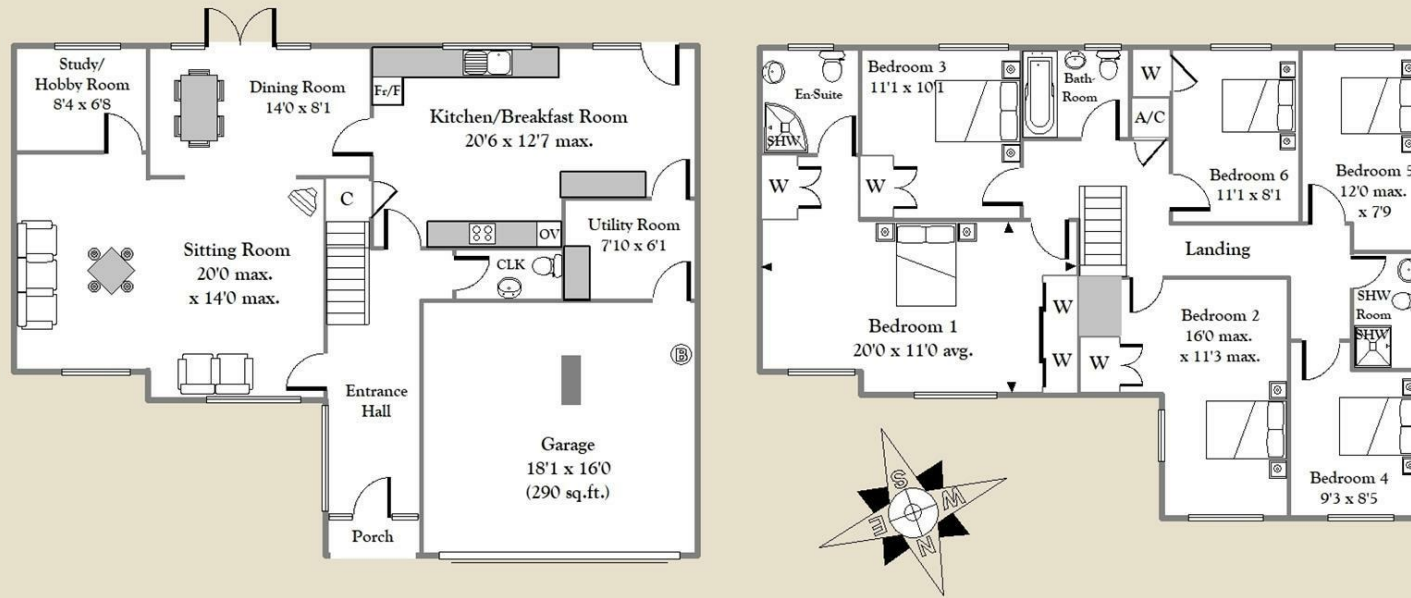 Study/
Hobby Room
8'4 x 6'8
Dining Room
14'0 x 8'1
Fr/F
Kitchen/Breakfast Room
20'6 x 12'7 max.
C
Sitting Room
20'0 max.
x 14'0 max.
OV
Utility Room
7'10 x 6'1
CLK
B
Entrance
Hall
Garage
18'1 x 16'0
(290 sq.ft.)
Porch
En-Suite
SHW
W
Bedroom 3
11'1 x 10'1
W
Bath-
Room
W
A/C
Bedroom 6
11'1 x 8'1
Bedroom 5
12'0 max.
x 7'9
Landing
Bedroom 1
20'0 x 11'0 avg.
W
W
W
Bedroom 2
16'0 max.
x 11'3 max.
SHW
Room
SHW
Bedroom 4
9'3 x 8'5
S
W
E
N